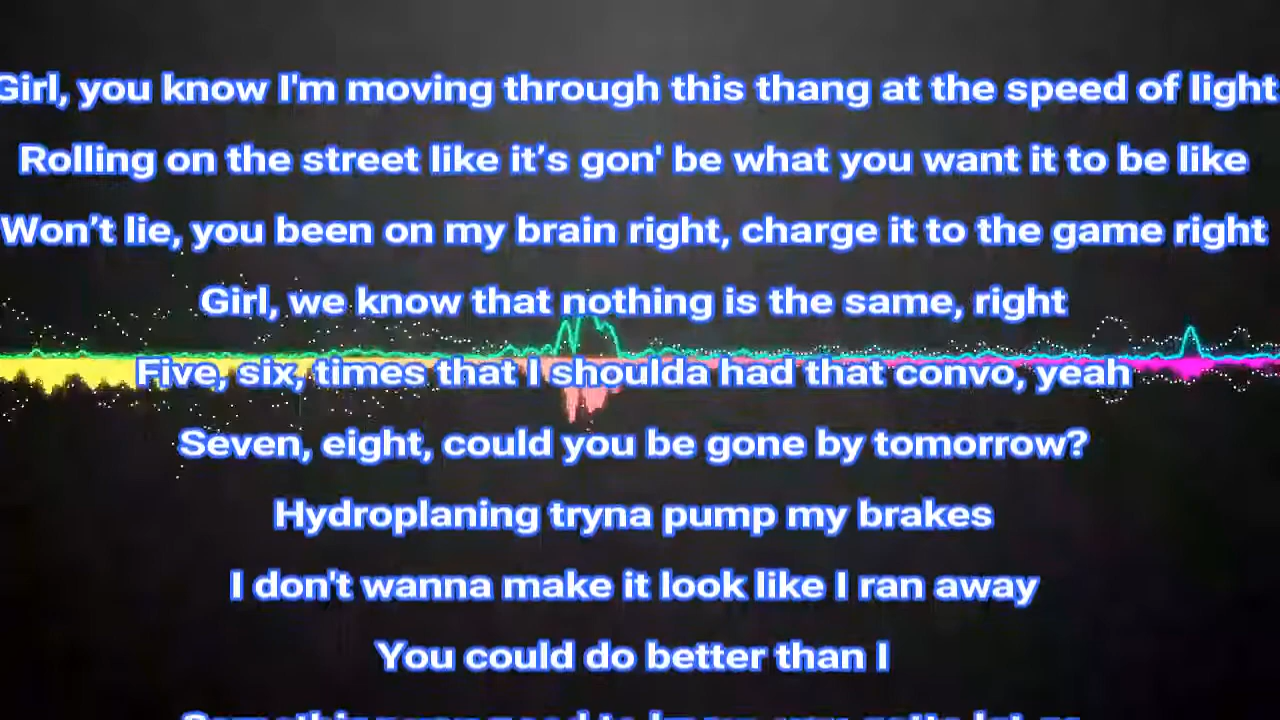 Girl, you know I'm moving through this thang at the speed of light
Rolling on the street like it’s gon' be what you want it to be like
Won’t lie, you been on my brain right, charge it to the game right
Girl, we know that nothing is the same, right
Five, six, times that I shoulda had that convo, yeah
Seven, eight, could you be gone by tomorrow?
Hydroplaning tryna pump my brakes
I don't wanna make it look like I ran away
You could do better than I